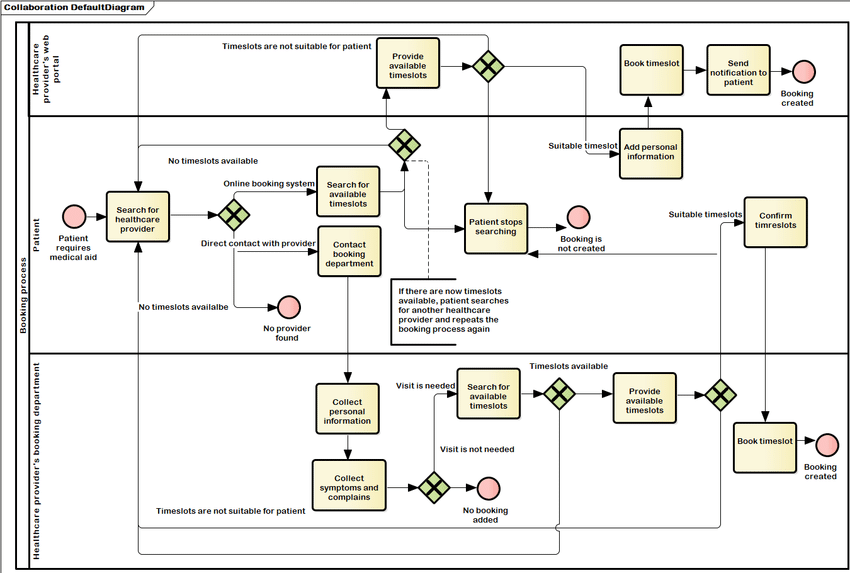 Collaboration DefaultDiagram
Booking process
Healthcare
provider's web
portal
Timeslots are not suitable for patient
Provide
available
timeslots
Book timeslot
Send
notification to
patient
Booking
created
Patient
No timeslots available
Suitable timeslot
Add personal
information
Online booking system
Search for
available
timeslots
Search for
healthcare
provider
Patient
requires
medical aid
Direct contact with provider
Contact
booking
department
Patient stops
searching
Booking is
not created
Suitable timeslots
Confirm
timreslots
No timeslots availalbe
No provider
found
If there are now timeslots
available, patient searches
for another healthcare
provider and repeats the
booking process again
Healthcare provider's booking department
Timeslots available
Visit is needed
Search for
available
timeslots
Provide
available
timeslots
Collect
personal
information
Book timeslot
Booking
created
Visit is not needed
Collect
symptoms and
complains
No booking
added
Timeslots are not suitable for patient